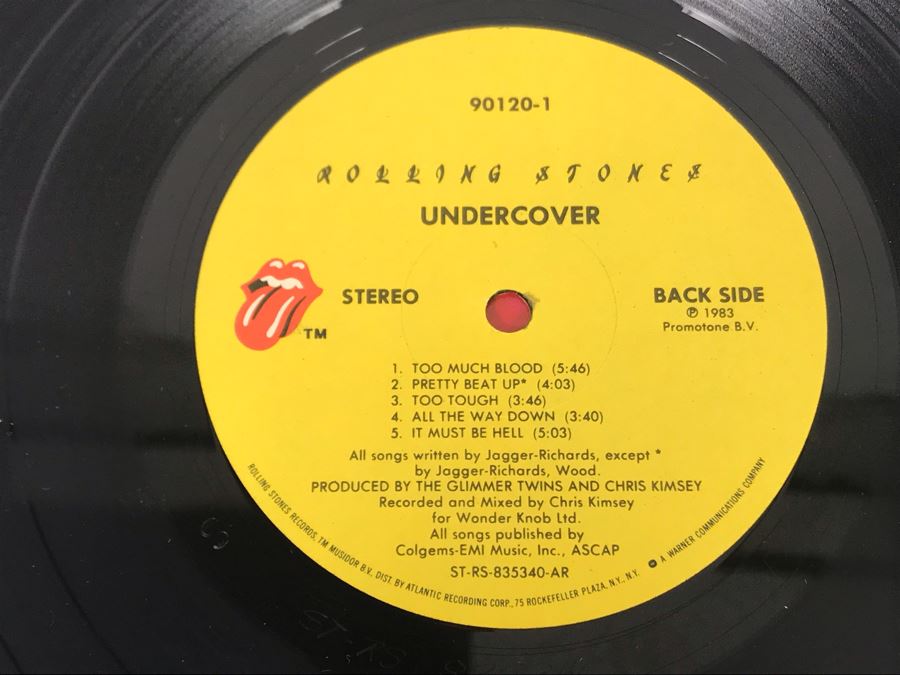 90120-1
ROLLING STONES
UNDERCOVER
STEREO
BACK SIDE
℗ 1983
Promotone B.V.
TM
1. TOO MUCH BLOOD (5:46)
2. PRETTY BEAT UP* (4:03)
3. TOO TOUGH (3:46)
4. ALL THE WAY DOWN (3:40)
5. IT MUST BE HELL (5:03)
All songs written by Jagger-Richards, except *
by Jagger-Richards, Wood.
PRODUCED BY THE GLIMMER TWINS AND CHRIS KIMSEY
Recorded and Mixed by Chris Kimsey
for Wonder Knob Ltd.
All songs published by
Colgems-EMI Music, Inc., ASCAP
ST-RS-835340-AR
ROLLING STONES RECORDS, TM MUSIDOR B.V. DIST. BY ATLANTIC RECORDING CORP., 75 ROCKEFELLER PLAZA, N.Y., N.Y. A WARNER COMMUNICATIONS COMPANY
ST RS